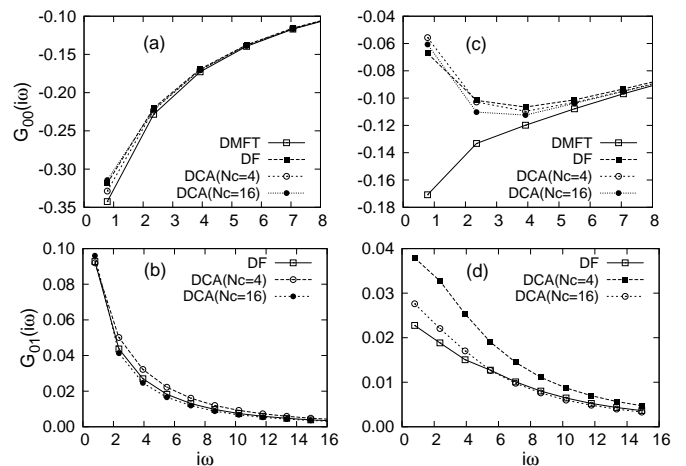 G00(iω)
-0.10
-0.15
-0.20
-0.25
-0.30
-0.35
(a)
DMFT
DF
DCA(Nc=4)
DCA(Nc=16)
0 1 2 3 4 5 6 7 8
-0.04
-0.06
-0.08
-0.10
-0.12
-0.14
-0.16
-0.18
(c)
DMFT
DF
DCA(Nc=4)
DCA(Nc=16)
0 1 2 3 4 5 6 7 8
G01(iω)
0.10
0.08
0.06
0.04
0.02
0.00
(b)
DF
DCA(Nc=4)
DCA(Nc=16)
0 2 4 6 8 10 12 14 16
iω
0.04
0.03
0.02
0.01
0.00
(d)
DF
DCA(Nc=4)
DCA(Nc=16)
0 2 4 6 8 10 12 14 16
iω